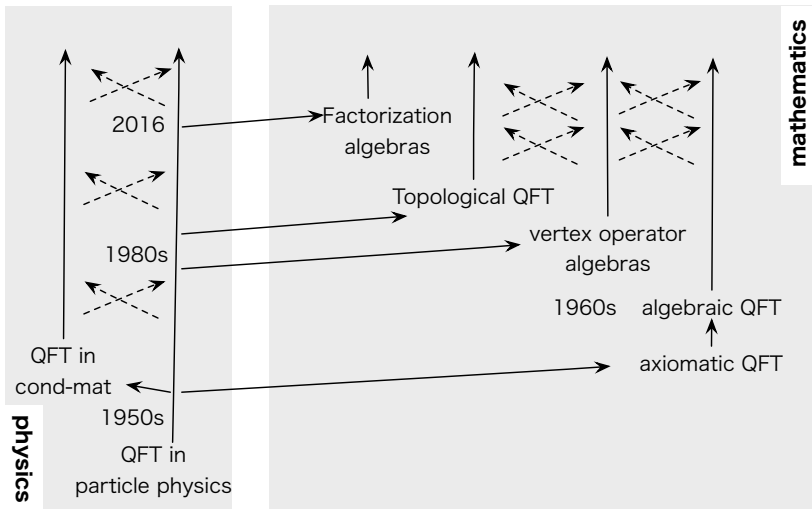 mathematics
2016
Factorization
algebras
Topological QFT
1980s
vertex operator
algebras
1960s
algebraic QFT
QFT in
cond-mat
axiomatic QFT
1950s
physics
QFT in
particle physics